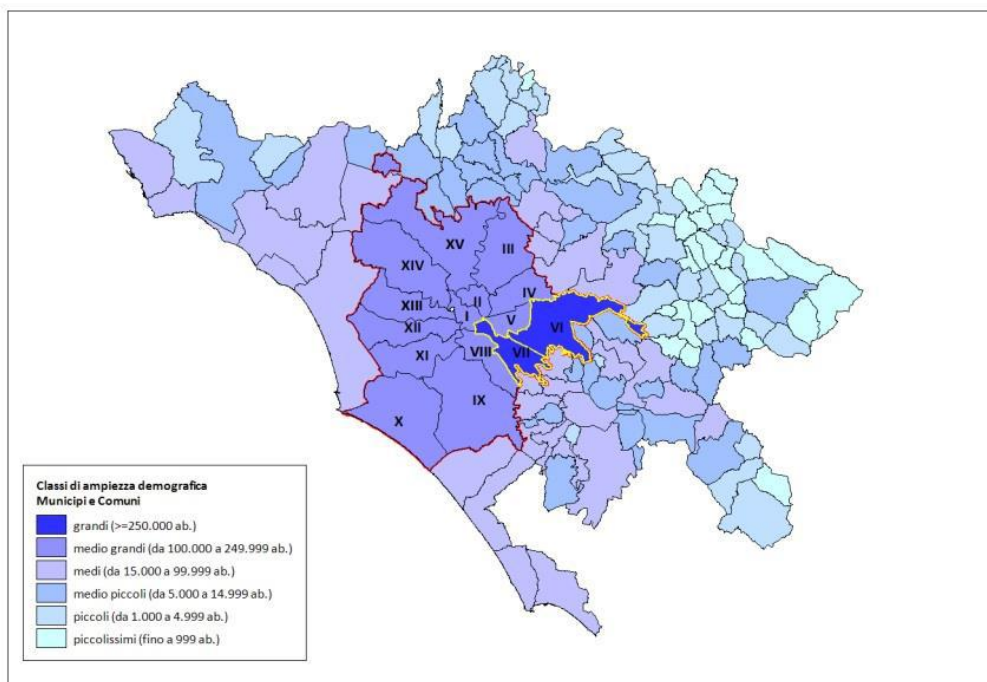 XV
III
XIV
IV
II
XIII
I
V
VI
XII
VIII
VII
XI
IX
X
Classi di ampiezza demografica
Municipi e Comuni
grandi (>=250.000 ab.)
medio grandi (da 100.000 a 249.999 ab.)
medi (da 15.000 a 99.999 ab.)
medio piccoli (da 5.000 a 14.999 ab.)
piccoli (da 1.000 a 4.999 ab.)
piccolissimi (fino a 999 ab.)